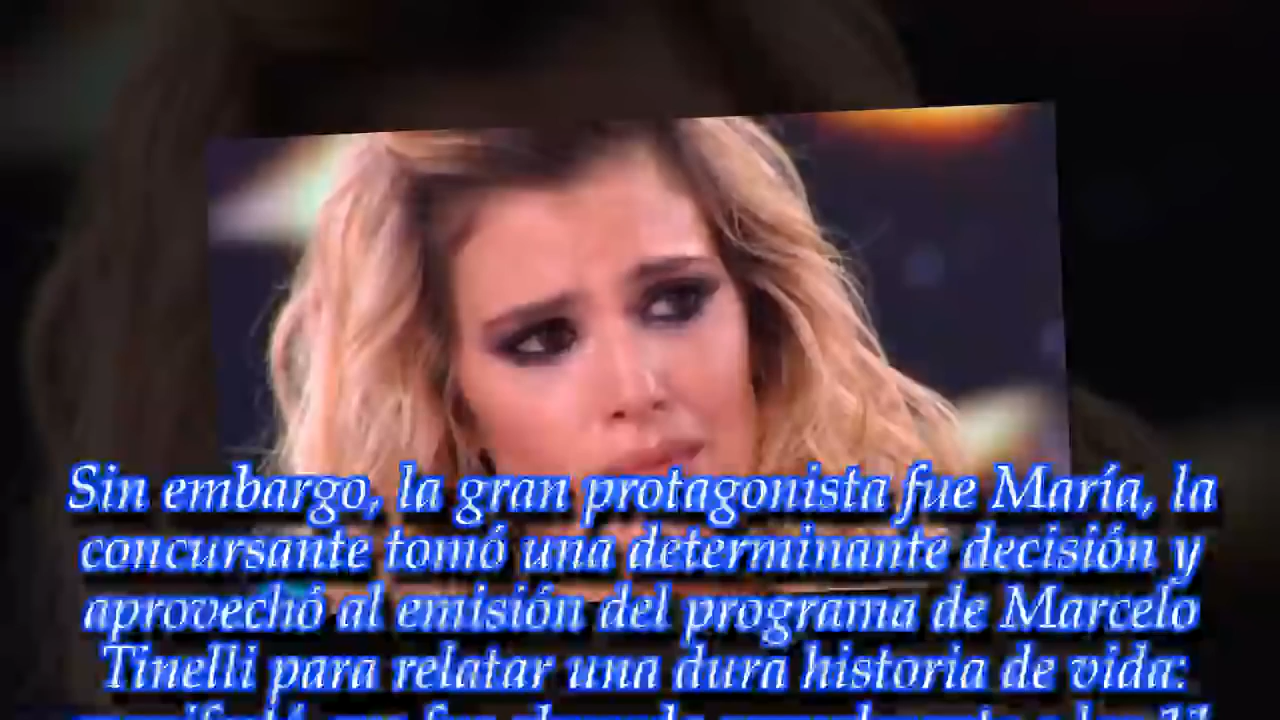 Sin embargo, la gran protagonista fue María, la
concursante tomó una determinante decisión y
aprovechó al emisión del programa de Marcelo
Tinelli para relatar una dura historia de vida: